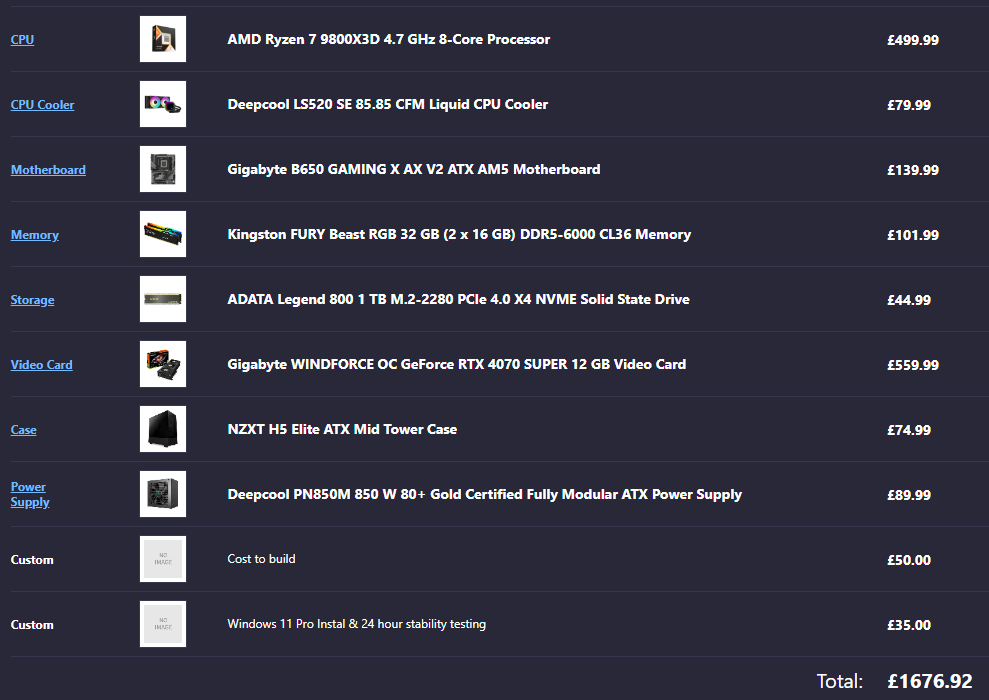 CPU AMD Ryzen 7 9800X3D 4.7 GHz 8-Core Processor £499.99
CPU Cooler Deepcool LS520 SE 85.85 CFM Liquid CPU Cooler £79.99
Motherboard Gigabyte B650 GAMING X AX V2 ATX AM5 Motherboard £139.99
Memory Kingston FURY Beast RGB 32 GB (2 x 16 GB) DDR5-6000 CL36 Memory £101.99
Storage ADATA Legend 800 1 TB M.2-2280 PCIe 4.0 X4 NVME Solid State Drive £44.99
Video Card Gigabyte WINDFORCE OC GeForce RTX 4070 SUPER 12 GB Video Card £559.99
Case NZXT H5 Elite ATX Mid Tower Case £74.99
Power
Supply Deepcool PN850M 850 W 80+ Gold Certified Fully Modular ATX Power Supply £89.99
Custom NO
IMAGE Cost to build £50.00
Custom NO
IMAGE Windows 11 Pro Instal & 24 hour stability testing £35.00
Total: £1676.92